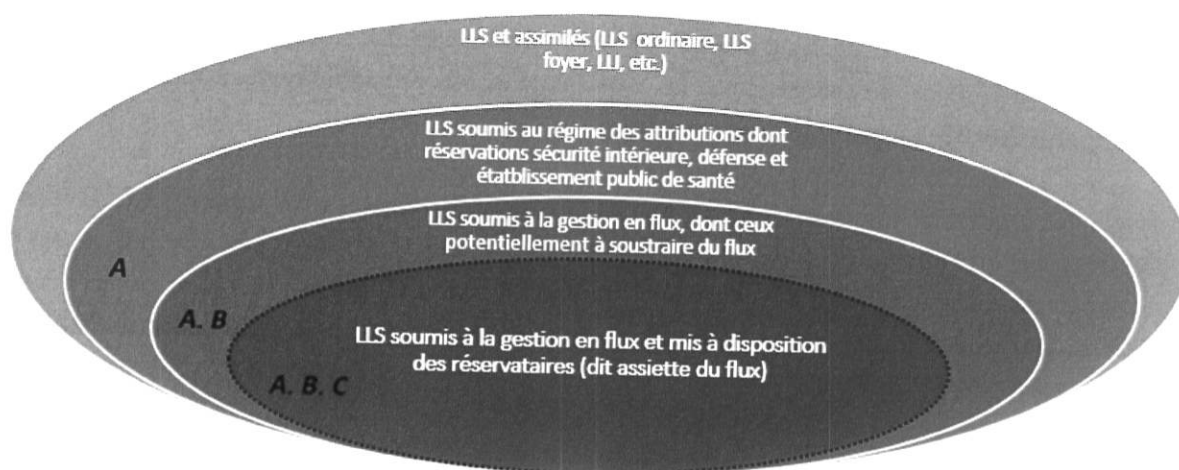 LLS et assimilés (LLS ordinaire, LLS
foyer, LLI, etc.)
LLS soumis au régime des attributions dont
réservations sécurité intérieure, défense et
étatblissement public de santé
LLS soumis à la gestion en flux, dont ceux
potentiellement à soustraire du flux
A
A. B
LLS soumis à la gestion en flux et mis à disposition
des réservataires (dit assiette du flux)
A. B. C